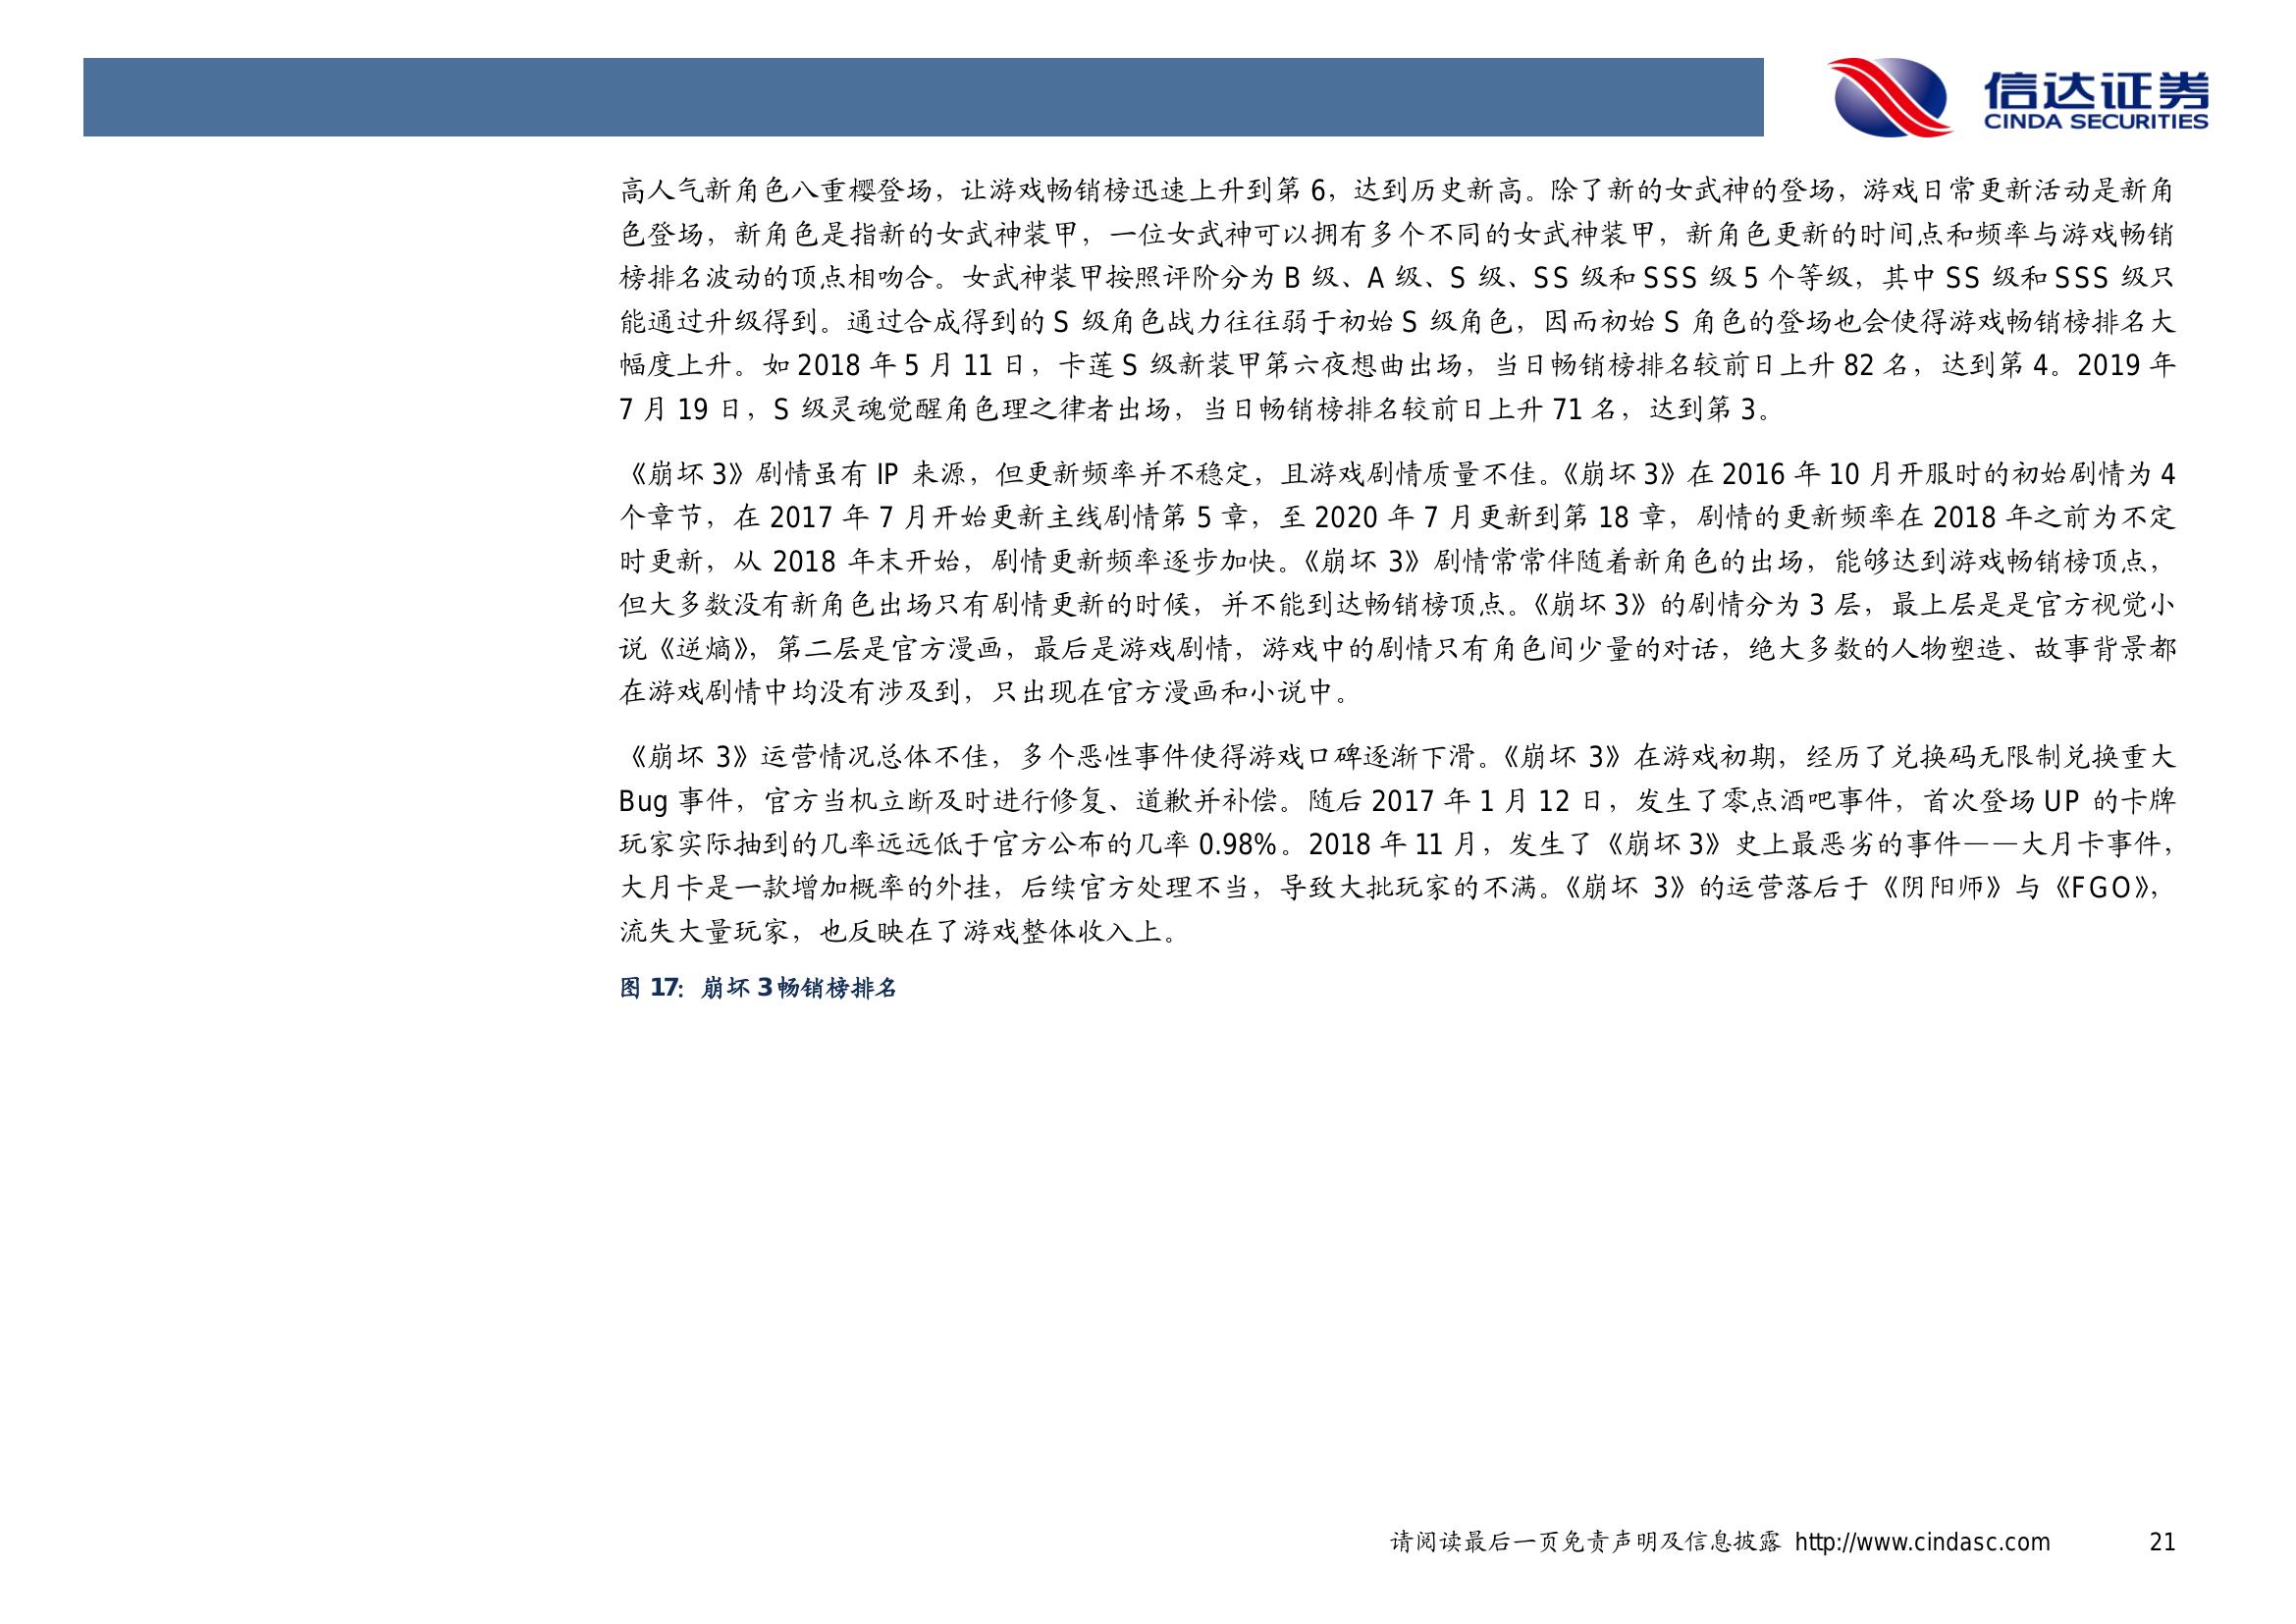 信达证券
CINDA SECURITIES
高人气新角色八重樱登场，让游戏畅销榜迅速上升到第 6，达到历史新高。除了新的女武神的登场，游戏日常更新活动是新角
色登场，新角色是指新的女武神装甲，一位女武神可以拥有多个不同的女武神装甲，新角色更新的时间点和频率与游戏畅销
榜排名波动的顶点相吻合。女武神装甲按照评阶分为 B 级、A 级、S 级、SS 级和 SSS 级 5 个等级，其中 SS 级和 SSS 级只
能通过升级得到。通过合成得到的 S 级角色战力往往弱于初始 S 级角色，因而初始 S 角色的登场也会使得游戏畅销榜排名大
幅度上升。如 2018 年 5 月 11 日，卡莲 S 级新装甲第六夜想曲出场，当日畅销榜排名较前日上升 82 名，达到第 4。2019 年
7 月 19 日，S 级灵魂觉醒角色理之律者出场，当日畅销榜排名较前日上升 71 名，达到第 3。
《崩坏 3》剧情虽有 IP 来源，但更新频率并不稳定，且游戏剧情质量不佳。《崩坏 3》在 2016 年 10 月开服时的初始剧情为 4
个章节，在 2017 年 7 月开始更新主线剧情第 5 章，至 2020 年 7 月更新到第 18 章，剧情的更新频率在 2018 年之前为不定
时更新，从 2018 年末开始，剧情更新频率逐步加快。《崩坏 3》剧情常常伴随着新角色的出场，能够达到游戏畅销榜顶点，
但大多数没有新角色出场只有剧情更新的时候，并不能到达畅销榜顶点。《崩坏 3》的剧情分为 3 层，最上层是是官方视觉小
说《逆熵》，第二层是官方漫画，最后是游戏剧情，游戏中的剧情只有角色间少量的对话，绝大多数的人物塑造、故事背景都
在游戏剧情中均没有涉及到，只出现在官方漫画和小说中。
《崩坏 3》运营情况总体不佳，多个恶性事件使得游戏口碑逐渐下滑。《崩坏 3》在游戏初期，经历了兑换码无限制兑换重大
Bug 事件，官方当机立断及时进行修复、道歉并补偿。随后 2017 年 1 月 12 日，发生了零点酒吧事件，首次登场 UP 的卡牌
玩家实际抽到的几率远远低于官方公布的几率 0.98%。2018 年 11 月，发生了《崩坏 3》史上最恶劣的事件——大月卡事件，
大月卡是一款增加概率的外挂，后续官方处理不当，导致大批玩家的不满。《崩坏 3》的运营落后于《阴阳师》与《FGO》，
流失大量玩家，也反映在了游戏整体收入上。
图 17：崩坏 3 畅销榜排名
请阅读最后一页免责声明及信息披露 http://www.cindasc.com 21